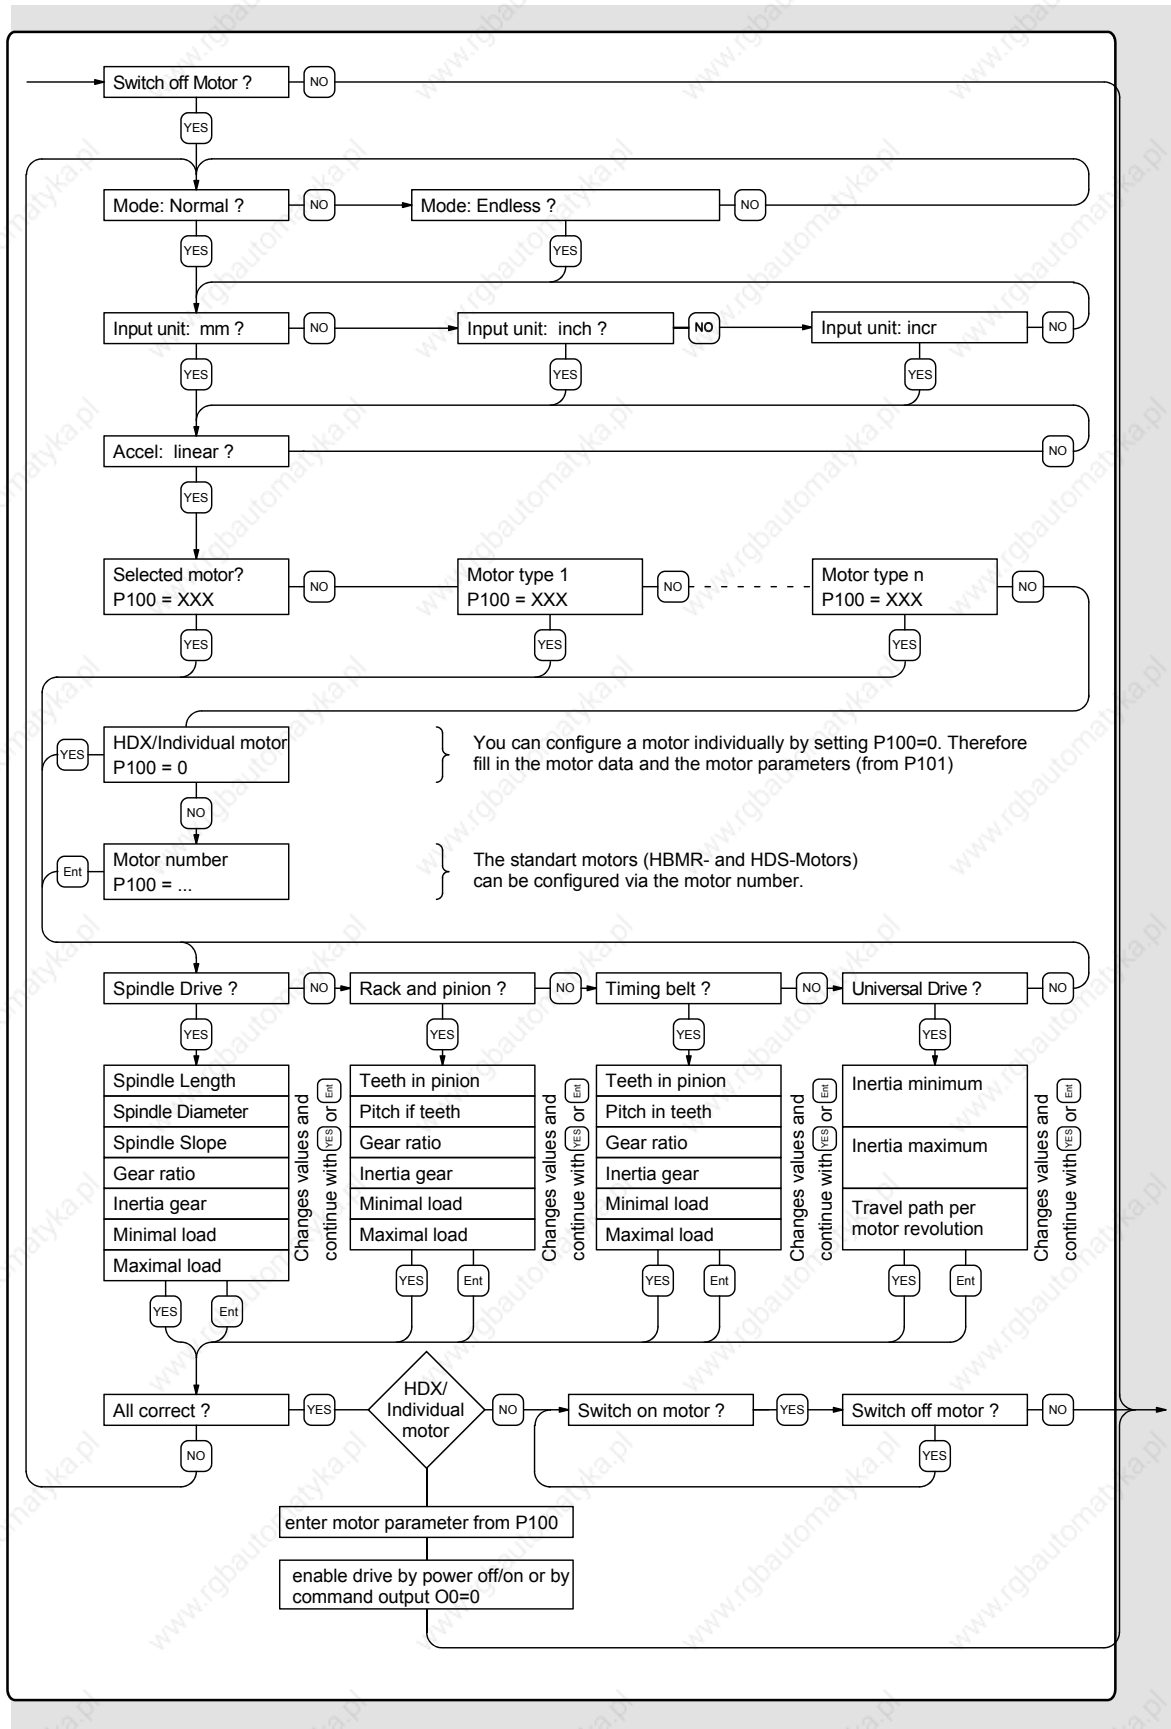 Switch off Motor ? NO
YES
Mode: Normal ? NO Mode: Endless ? NO
YES YES
Input unit: mm ? NO Input unit: inch ? NO Input unit: incr NO
YES YES YES
Accel: linear ? NO
YES
Selected motor? NO Motor type 1 NO Motor type n NO
P100 = XXX P100 = XXX P100 = XXX
YES YES YES
YES HDX/Individual motor
P100 = 0
You can configure a motor individually by setting P100=0. Therefore
fill in the motor data and the motor parameters (from P101)
NO
Ent Motor number
P100 = ...
The standart motors (HBMR- and HDS-Motors)
can be configured via the motor number.
Spindle Drive ? NO Rack and pinion ? NO Timing belt ? NO Universal Drive ? NO
YES YES YES YES
Spindle Length
Spindle Diameter
Spindle Slope
Gear ratio
Inertia gear
Minimal load
Maximal load
Changes values and
continue with YES or Ent
YES Ent
Teeth in pinion
Pitch if teeth
Gear ratio
Inertia gear
Minimal load
Maximal load
Changes values and
continue with YES or Ent
YES Ent
Teeth in pinion
Pitch in teeth
Gear ratio
Inertia gear
Minimal load
Maximal load
Changes values and
continue with YES or Ent
YES Ent
Inertia minimum
Inertia maximum
Travel path per
motor revolution
Changes values and
continue with YES or Ent
YES Ent
All correct ? YES
NO
HDX/
Individual
motor
NO Switch on motor ? YES Switch off motor ? NO
YES
enter motor parameter from P100
enable drive by power off/on or by
command output O0=0
www.rgbautomatyka.pl